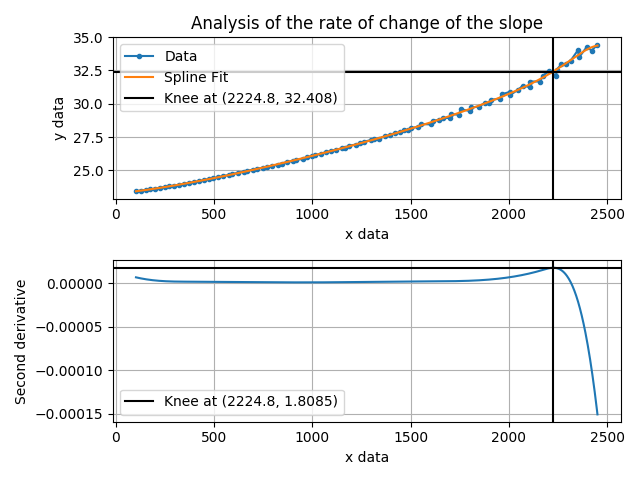 Analysis of the rate of change of the slope
35.0
32.5
30.0
27.5
25.0
y data
Data
Spline Fit
Knee at (2224.8, 32.408)
0
500
1000
1500
2000
2500
x data
0.00000
−0.00005
−0.00010
−0.00015
Second derivative
Knee at (2224.8, 1.8085)
0
500
1000
1500
2000
2500
x data